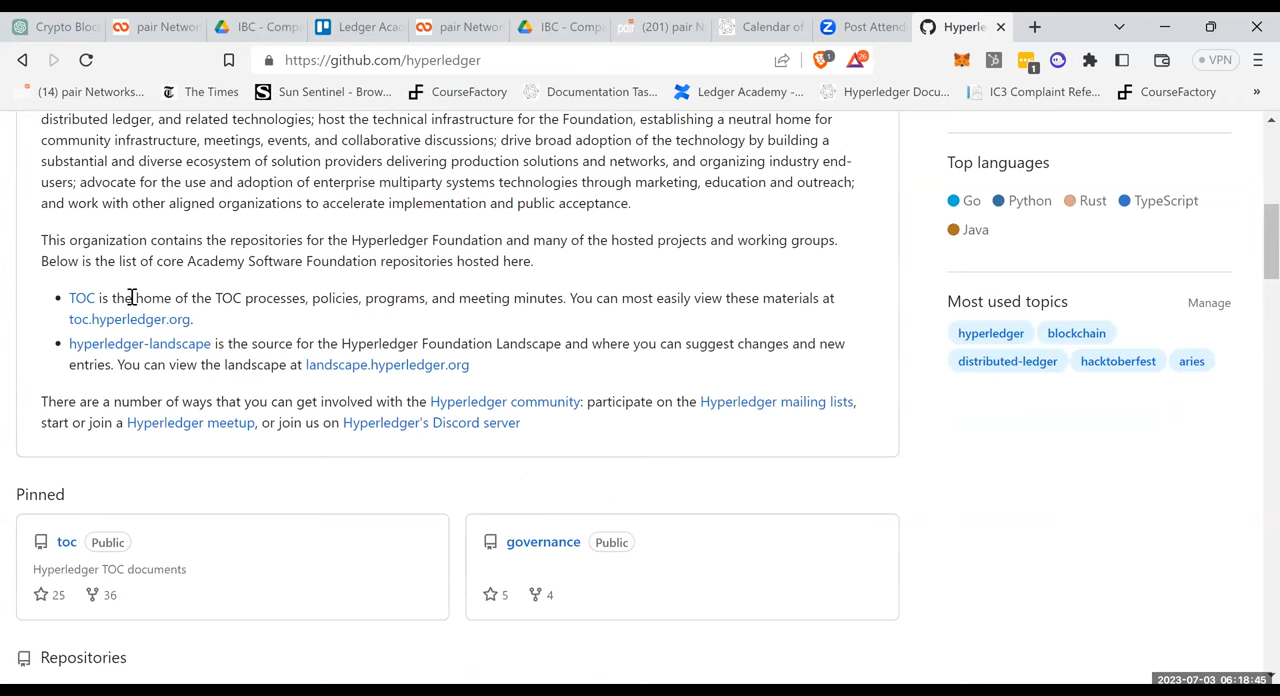 Crypto Bloc
pair Networ
IBC - Comp
Ledger Aca
pair Networ
IBC - Comp
(201) pair N
Calendar of
Post Attend
Hyperle
https://github.com/hyperledger
1
26
1
VPN
(14) pair Networks...
The Times
Sun Sentinel - Brow...
CourseFactory
Documentation Tas...
Ledger Academy -...
Hyperledger Docu...
IC3 Complaint Refe...
CourseFactory
»
distributed ledger, and related technologies; host the technical infrastructure for the Foundation, establishing a neutral home for
community infrastructure, meetings, events, and collaborative discussions; drive broad adoption of the technology by building a
substantial and diverse ecosystem of solution providers delivering production solutions and networks, and organizing industry end-
users; advocate for the use and adoption of enterprise multiparty systems technologies through marketing, education and outreach;
and work with other aligned organizations to accelerate implementation and public acceptance.
This organization contains the repositories for the Hyperledger Foundation and many of the hosted projects and working groups.
Below is the list of core Academy Software Foundation repositories hosted here.
• TOC is the home of the TOC processes, policies, programs, and meeting minutes. You can most easily view these materials at
toc.hyperledger.org.
• hyperledger-landscape is the source for the Hyperledger Foundation Landscape and where you can suggest changes and new
entries. You can view the landscape at landscape.hyperledger.org
There are a number of ways that you can get involved with the Hyperledger community: participate on the Hyperledger mailing lists,
start or join a Hyperledger meetup, or join us on Hyperledger's Discord server
Pinned
toc Public
Hyperledger TOC documents
25 36
governance Public
5 4
Repositories
Top languages
Go Python Rust TypeScript
Java
Most used topics Manage
hyperledger blockchain
distributed-ledger hacktoberfest aries
2023-07-03 06:18:45